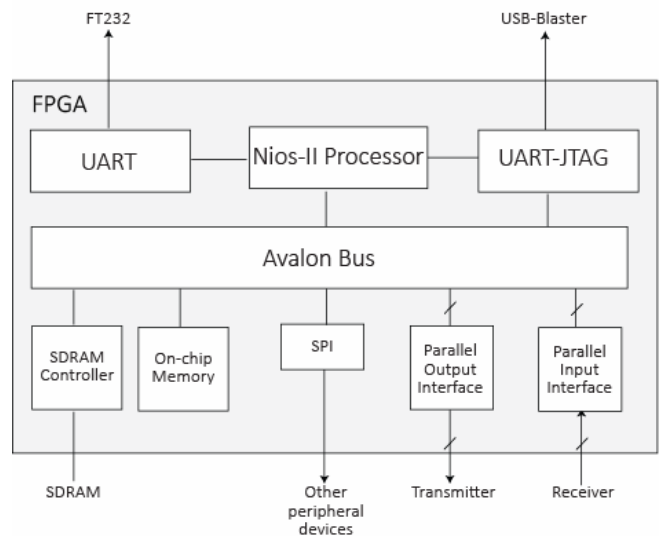 FT232
USB-Blaster
FPGA
UART
Nios-II Processor
UART-JTAG
Avalon Bus
SDRAM
Controller
On-chip
Memory
SPI
Parallel
Output
Interface
Parallel
Input
Interface
SDRAM
Other
peripheral
devices
Transmitter
Receiver